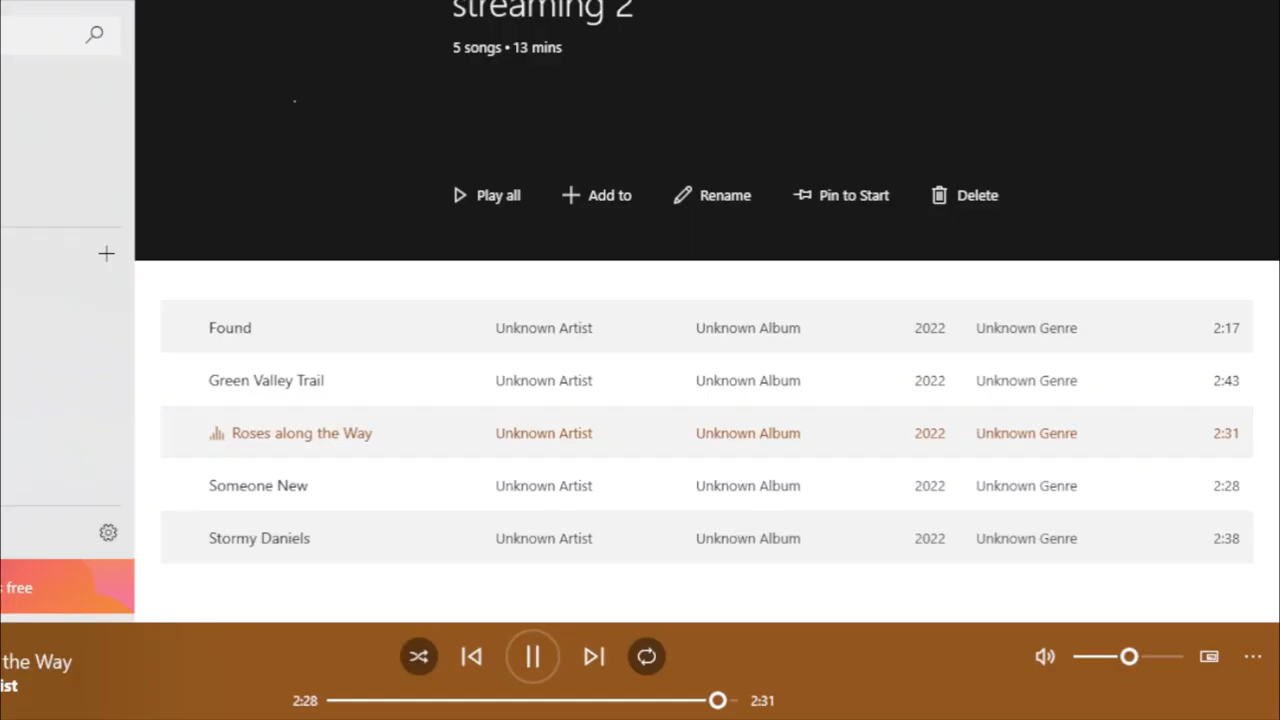 streaming 2
5 songs • 13 mins
Play all Add to Rename Pin to Start Delete
Found Unknown Artist Unknown Album 2022 Unknown Genre 2:17
Green Valley Trail Unknown Artist Unknown Album 2022 Unknown Genre 2:43
Roses along the Way Unknown Artist Unknown Album 2022 Unknown Genre 2:31
Someone New Unknown Artist Unknown Album 2022 Unknown Genre 2:28
Stormy Daniels Unknown Artist Unknown Album 2022 Unknown Genre 2:38
free
the Way
ist
2:28 2:31